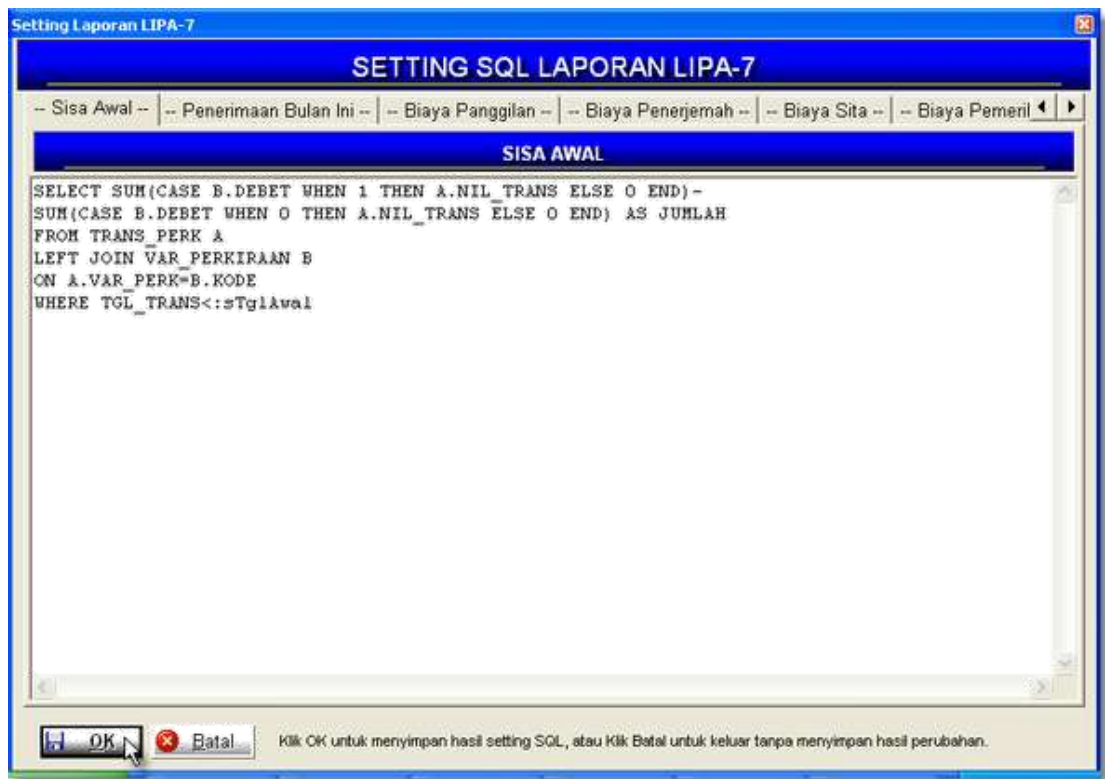 Setting Laporan LIPA-7
SETTING SQL LAPORAN LIPA-7
-- Sisa Awal -- -- Penerimaan Bulan Ini -- -- Biaya Panggilan -- -- Biaya Penerjemah -- -- Biaya Sita -- -- Biaya Pemeril
SISA AWAL
SELECT SUM(CASE B.DEBET WHEN 1 THEN A.NIL_TRANS ELSE 0 END)-
SUM(CASE B.DEBET WHEN 0 THEN A.NIL_TRANS ELSE 0 END) AS JUMLAH
FROM TRANS_PERK A
LEFT JOIN VAR_PERKIRAAN B
ON A.VAR_PERK=B.KODE
WHERE TGL_TRANS<:sTglAwal
OK Batal Klik OK untuk menyimpan hasil setting SQL, atau Klik Batal untuk keluar tanpa menyimpan hasil perubahan.